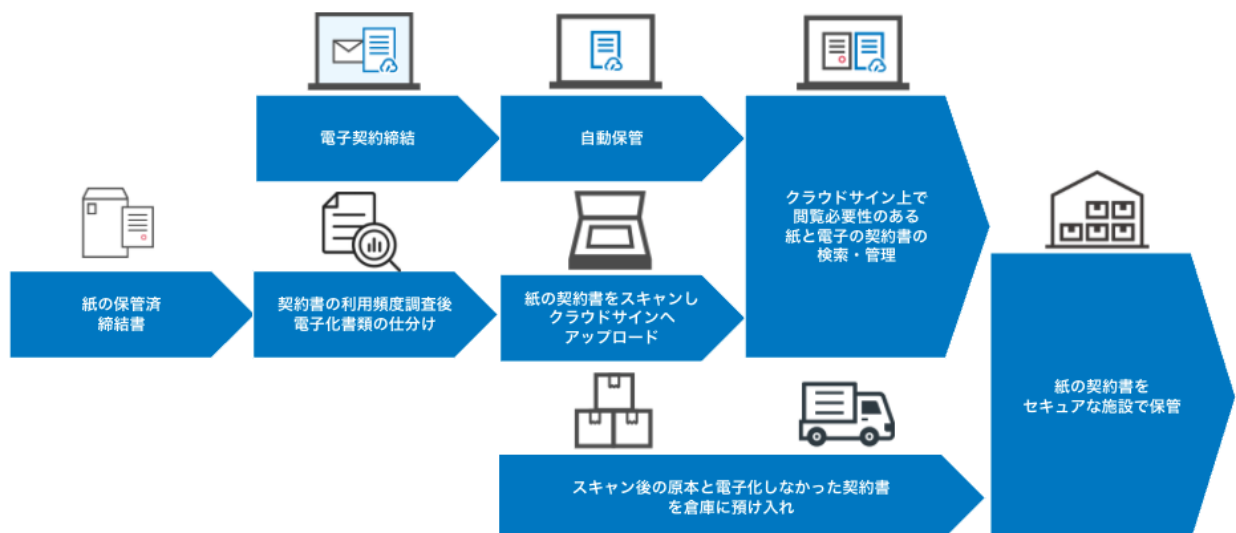 電子契約締結
自動保管
クラウドサイン上で
閲覧必要性のある
紙と電子の契約書の
検索・管理
紙の保管済
締結書
契約書の利用頻度調査後
電子化書類の仕分け
紙の契約書をスキャンし
クラウドサインへ
アップロード
紙の契約書を
セキュアな施設で保管
スキャン後の原本と電子化しなかった契約書
を倉庫に預け入れ